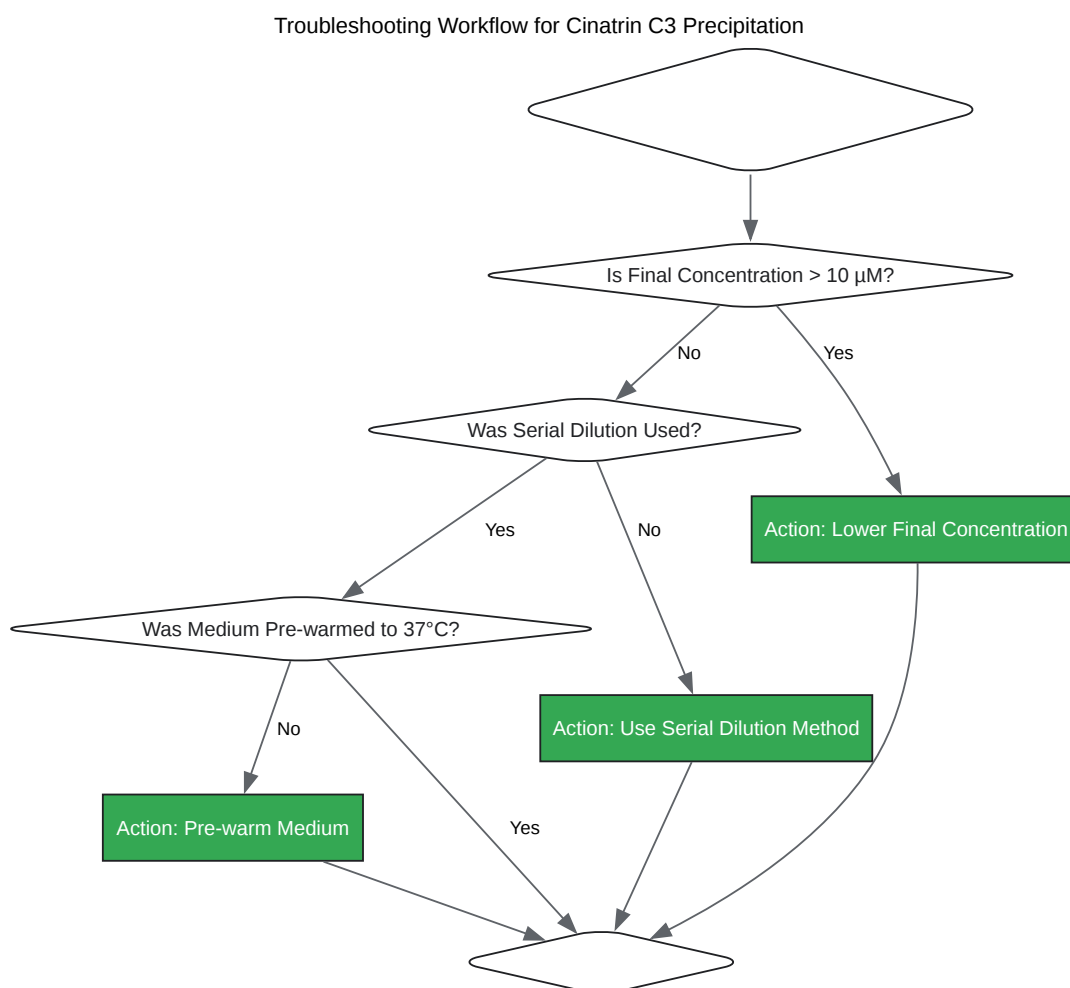 Troubleshooting Workflow for Cinatrin C3 Precipitation
Is Final Concentration > 10 µM?
No
Yes
Was Serial Dilution Used?
Yes
No
Action: Lower Final Concentration
Was Medium Pre-warmed to 37°C?
No
Action: Use Serial Dilution Method
Yes
Action: Pre-warm Medium